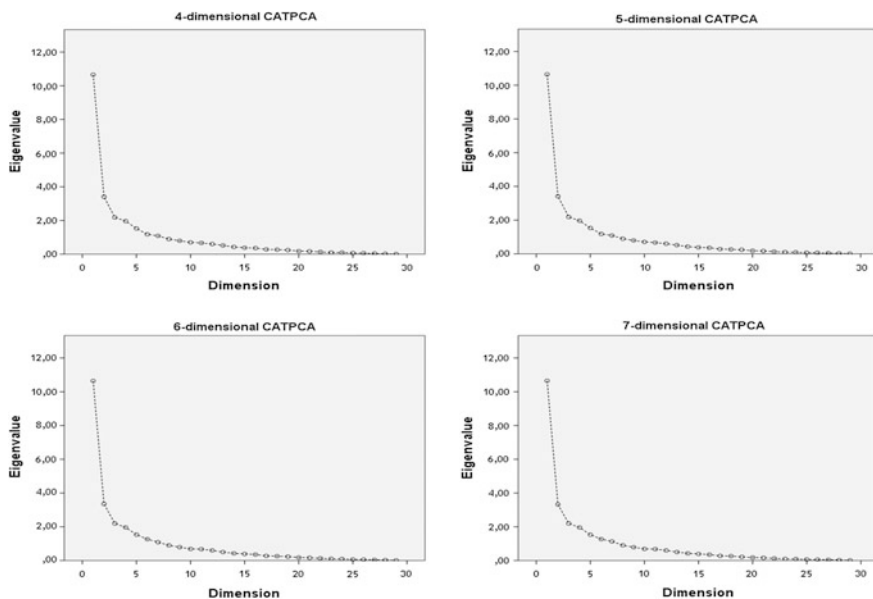 4-dimensional CATPCA
12,00
10,00
8,00
6,00
4,00
2,00
,00
Eigenvalue
0 5 10 15 20 25 30
Dimension
5-dimensional CATPCA
12,00
10,00
8,00
6,00
4,00
2,00
,00
Eigenvalue
0 5 10 15 20 25 30
Dimension
6-dimensional CATPCA
12,00
10,00
8,00
6,00
4,00
2,00
,00
Eigenvalue
0 5 10 15 20 25 30
Dimension
7-dimensional CATPCA
12,00
10,00
8,00
6,00
4,00
2,00
,00
Eigenvalue
0 5 10 15 20 25 30
Dimension